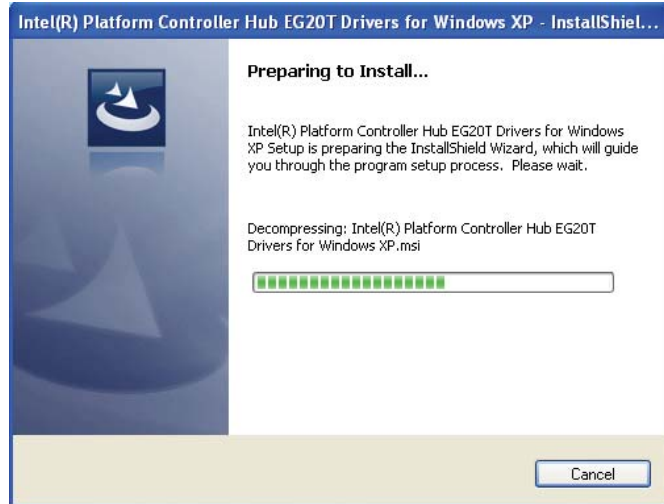 Intel(R) Platform Controller Hub EG20T Drivers for Windows XP - InstallShiel...
Preparing to Install...
Intel(R) Platform Controller Hub EG20T Drivers for Windows
XP Setup is preparing the InstallShield Wizard, which will guide
you through the program setup process. Please wait.
Decompressing: Intel(R) Platform Controller Hub EG20T
Drivers for Windows XP.msi
Cancel